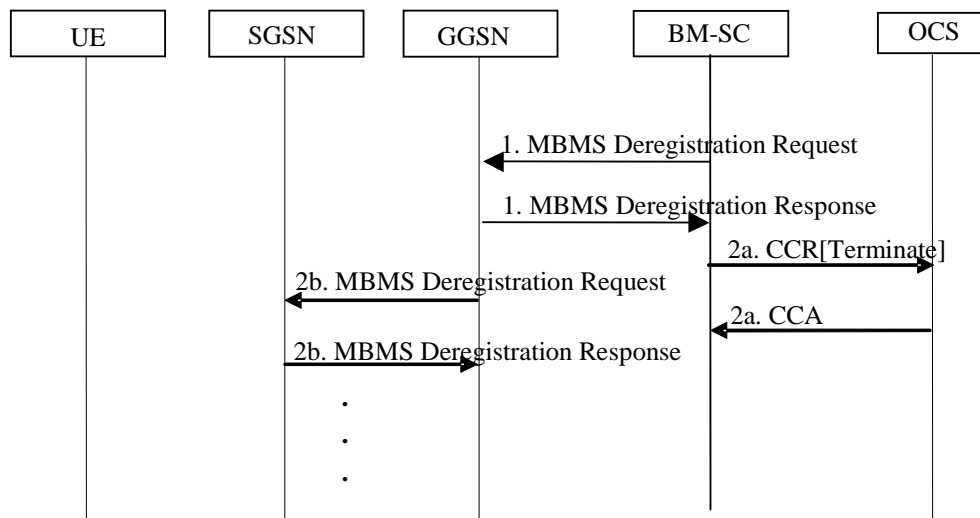 UE
SGSN
GGSN
BM-SC
OCS
1. MBMS Deregistration Request
1. MBMS Deregistration Response
2a. CCR[Terminate]
2b. MBMS Deregistration Request
2a. CCA
2b. MBMS Deregistration Response